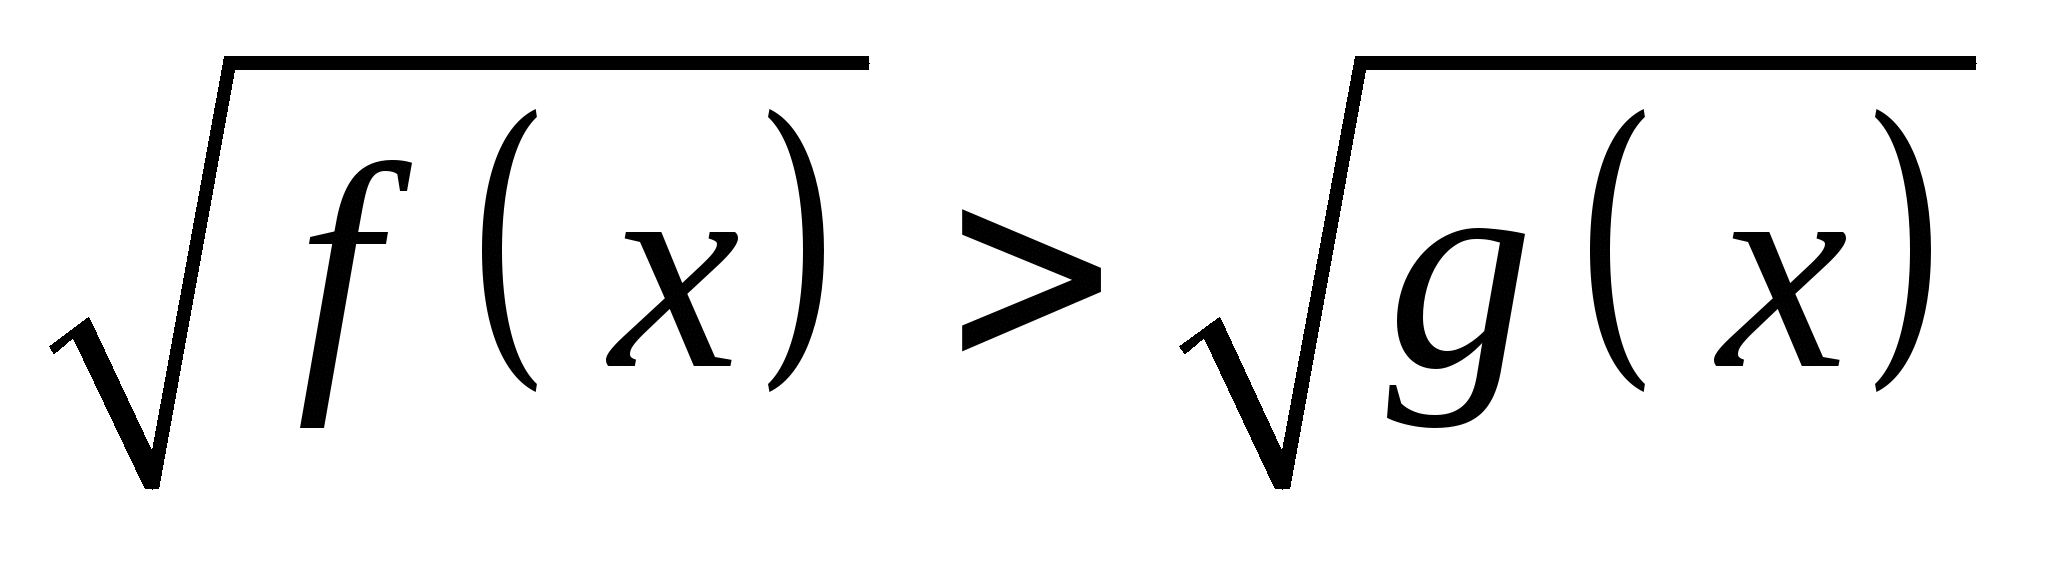 √f(x) > √g(x)